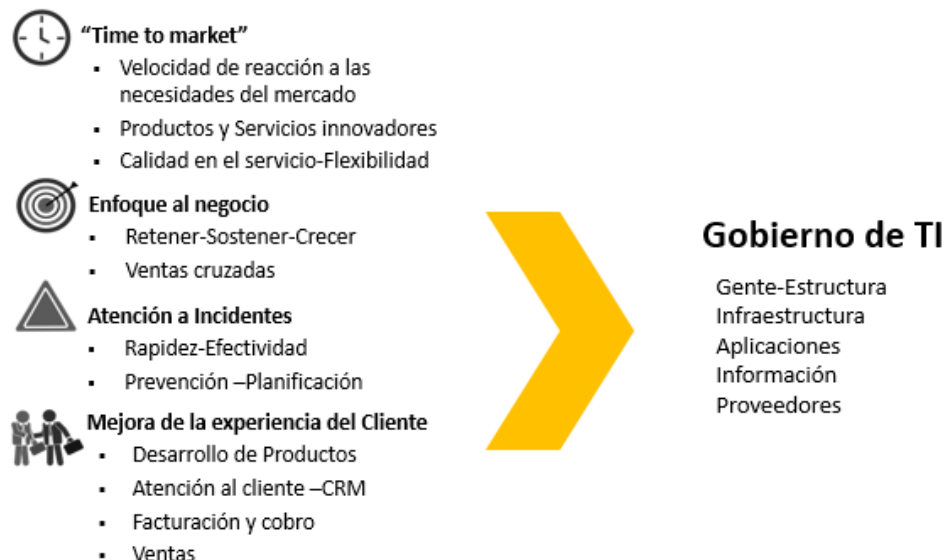 “Time to market”
▪ Velocidad de reacción a las
necesidades del mercado
▪ Productos y Servicios innovadores
▪ Calidad en el servicio-Flexibilidad
Enfoque al negocio
▪ Retener-Sostener-Crecer
▪ Ventas cruzadas
Atención a Incidentes
▪ Rapidez-Efectividad
▪ Prevención –Planificación
Mejora de la experiencia del Cliente
▪ Desarrollo de Productos
▪ Atención al cliente –CRM
▪ Facturación y cobro
▪ Ventas
Gobierno de TI
Gente-Estructura
Infraestructura
Aplicaciones
Información
Proveedores